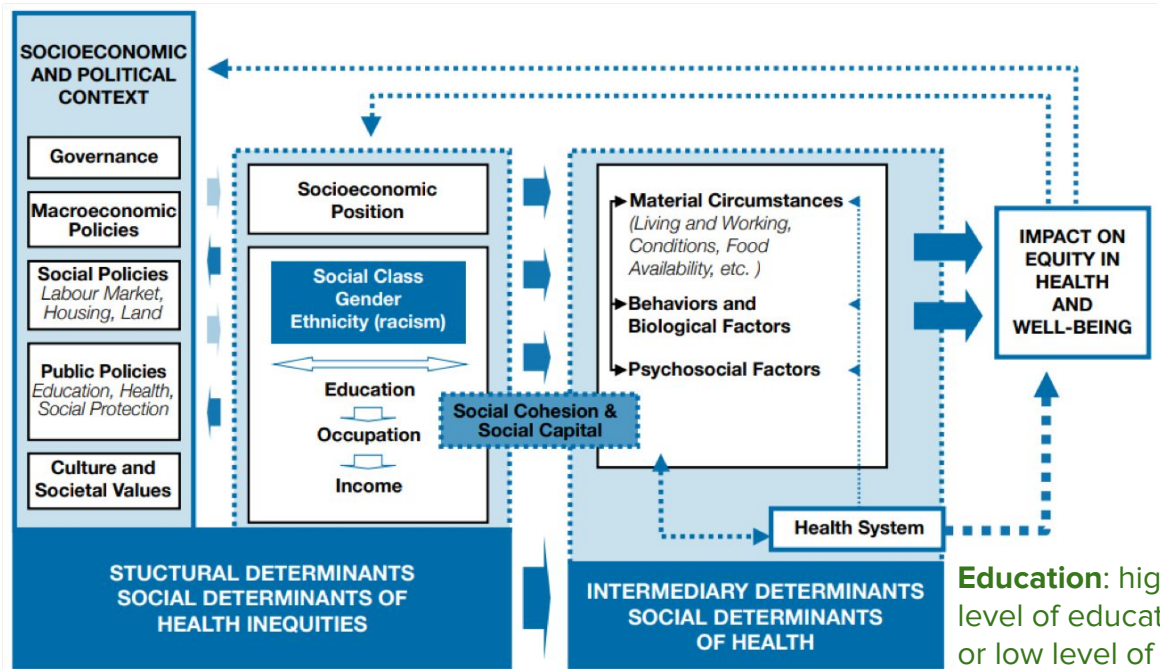 SOCIOECONOMIC
AND POLITICAL
CONTEXT
Governance
Macroeconomic
Policies
Social Policies
Labour Market,
Housing, Land
Public Policies
Education, Health,
Social Protection
Culture and
Societal Values
Socioeconomic
Position
Social Class
Gender
Ethnicity (racism)
Education
Occupation
Income
Social Cohesion &
Social Capital
STUCTURAL DETERMINANTS
SOCIAL DETERMINANTS OF
HEALTH INEQUITIES
Material Circumstances
(Living and Working,
Conditions, Food
Availability, etc. )
Behaviors and
Biological Factors
Psychosocial Factors
Health System
INTERMEDIARY DETERMINANTS
SOCIAL DETERMINANTS
OF HEALTH
IMPACT ON
EQUITY IN
HEALTH
AND
WELL-BEING
Education: hig
level of educat
or low level of